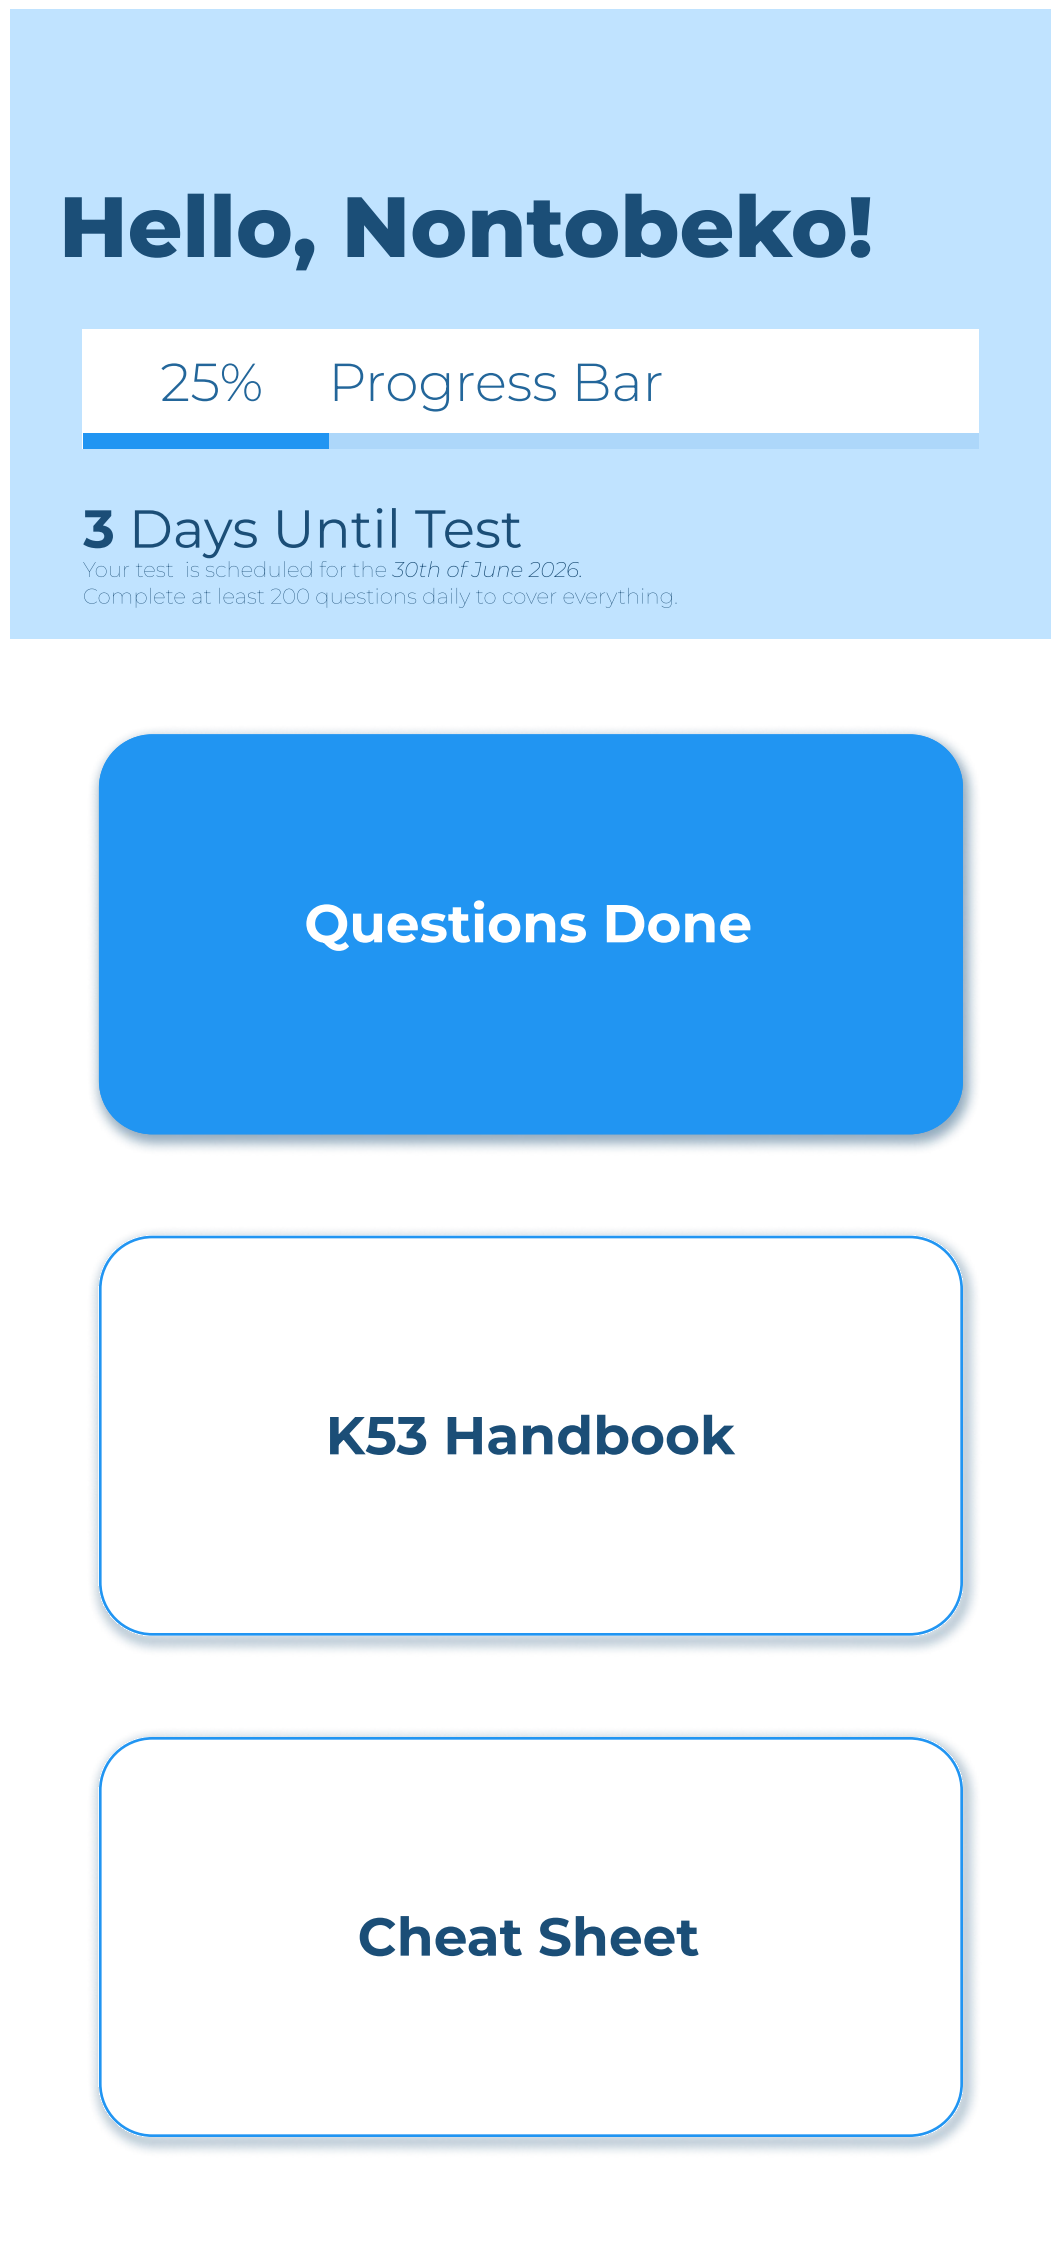 Hello, Nontobeko!
25% Progress Bar
3 Days Until Test
Your test  is scheduled for the 30th of June 2026.
Complete at least 200 questions daily to cover everything.
Questions Done
K53 Handbook
Cheat Sheet